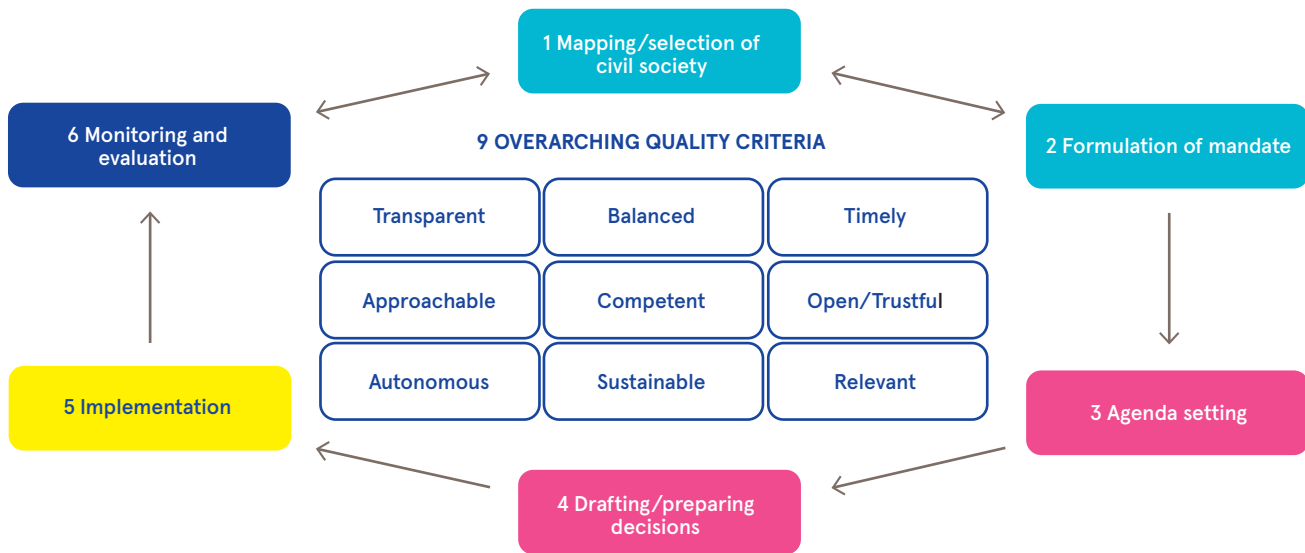 1 Mapping/selection of
civil society
6 Monitoring and
evaluation
2 Formulation of mandate
9 OVERARCHING QUALITY CRITERIA
Transparent
Balanced
Timely
Approachable
Competent
Open/Trustful
Autonomous
Sustainable
Relevant
5 Implementation
3 Agenda setting
4 Drafting/preparing
decisions